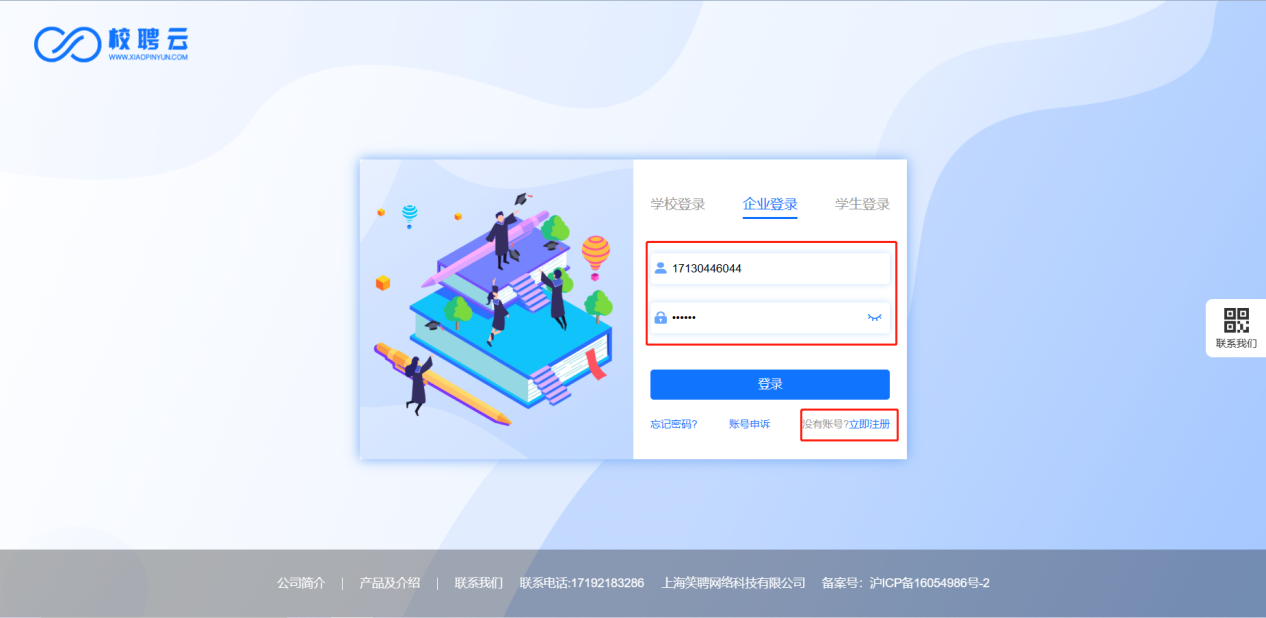 校聘云
WWW.XIAOPINYUN.COM
学校登录 企业登录 学生登录
17130446044
••••••
登录
忘记密码? 账号申诉 没有账号?立即注册
联系我们
公司简介 | 产品及介绍 | 联系我们 联系电话:17192183286 上海笑聘网络科技有限公司 备案号：沪ICP备16054986号-2